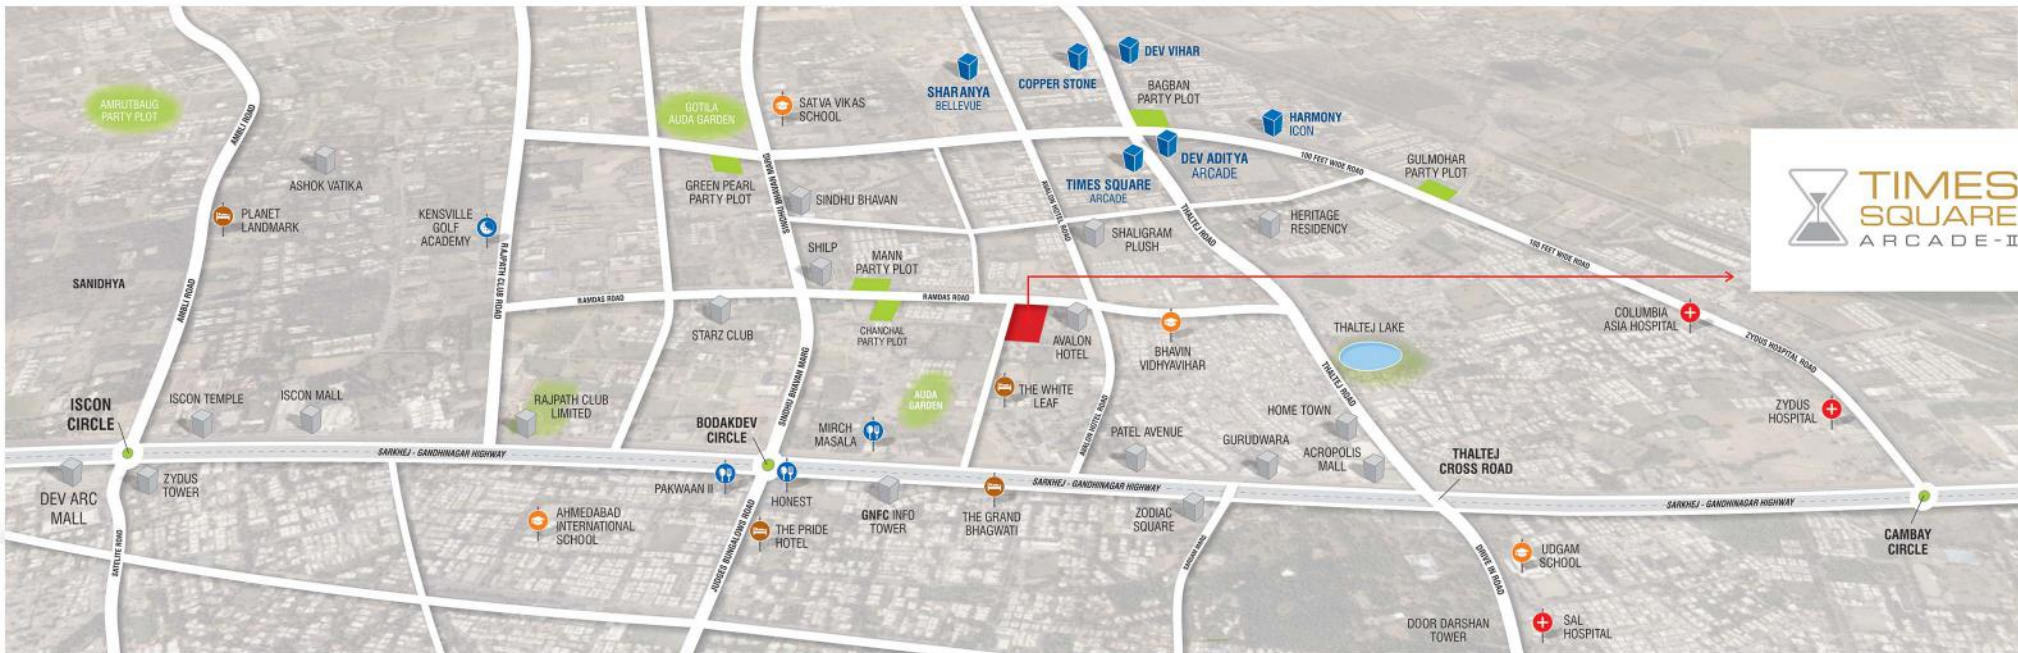 AMRUTBAUG
PARTY PLOT
AMBLI ROAD
ASHOK VATIKA
PLANET
LANDMARK
SANIDHYA
AMBLI ROAD
KENSVILLE
GOLF
ACADEMY
RAJPATH CLUB ROAD
GOTILA
AUDA GARDEN
SATVA VIKAS
SCHOOL
GREEN PEARL
PARTY PLOT
SINDHU BHAVAN MARG
SINDHU BHAVAN
SHILP
MANN
PARTY PLOT
RAMDAS ROAD
RAMDAS ROAD
STARZ CLUB
CHANCHAL
PARTY PLOT
SHARANYA
BELLEVUE
COPPER STONE
DEV VIHAR
BAGBAN
PARTY PLOT
HARMONY
ICON
DEV ADITYA
ARCADE
TIMES SQUARE
ARCADE
100 FEET WIDE ROAD
GULMOHAR
PARTY PLOT
AVALON HOTEL ROAD
THALTEJ ROAD
SHALIGRAM
PLUSH
HERITAGE
RESIDENCY
100 FEET WIDE ROAD
TIMES
SQUARE
ARCADE-II
AVALON
HOTEL
BHAVIN
VIDHYAVIHAR
THALTEJ LAKE
COLUMBIA
ASIA HOSPITAL
ZYDUS HOSPITAL ROAD
ZYDUS
HOSPITAL
ISCON
CIRCLE
ISCON TEMPLE
ISCON MALL
RAJPATH CLUB
LIMITED
BODAKDEV
CIRCLE
SINDHU BHAVAN MARG
MIRCH
MASALA
AUDA
GARDEN
THE WHITE
LEAF
AVALON HOTEL ROAD
PATEL AVENUE
GURUDWARA
HOME TOWN
THALTEJ ROAD
ACROPOLIS
MALL
THALTEJ
CROSS ROAD
SARKHEJ - GANDHINAGAR HIGHWAY
SARKHEJ - GANDHINAGAR HIGHWAY
SARKHEJ - GANDHINAGAR HIGHWAY
DEV ARC
MALL
ZYDUS
TOWER
SATELITE ROAD
AHMEDABAD
INTERNATIONAL
SCHOOL
PAKWAAN II
HONEST
THE PRIDE
HOTEL
JUDGES BUNGALOWS ROAD
GNFC INFO
TOWER
THE GRAND
BHAGWATI
ZODIAC
SQUARE
DRIVE IN ROAD
UDGAM
SCHOOL
CAMBAY
CIRCLE
DOOR DARSHAN
TOWER
SAL
HOSPITAL